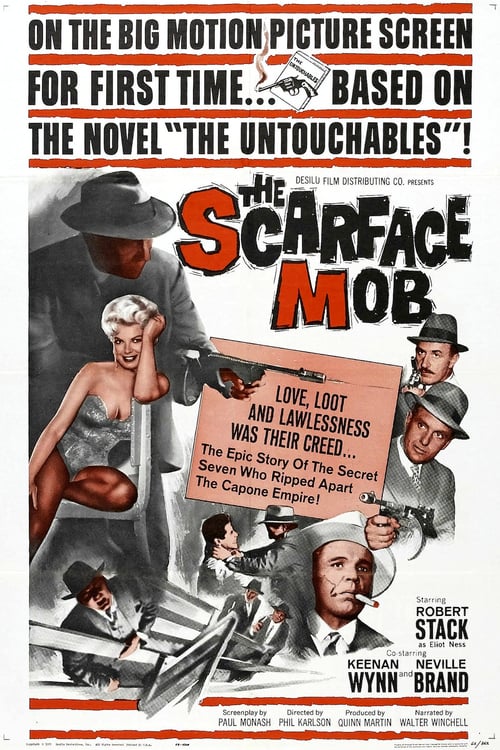 ON THE BIG MOTION PICTURE SCREEN
FOR FIRST TIME... BASED ON
THE
UNTOUCHABLES
THE NOVEL "THE UNTOUCHABLES"!
DESILU FILM DISTRIBUTING CO. PRESENTS
THE
SCARFACE
MOB
LOVE, LOOT
AND LAWLESSNESS
WAS THEIR CREED...
The Epic Story Of The Secret
Seven Who Ripped Apart
The Capone Empire!
Starring
ROBERT
STACK
as Eliot Ness
Co-starring
KEENAN WYNN and NEVILLE BRAND
Screenplay by
PAUL MONASH
Directed by
PHIL KARLSON
Produced by
QUINN MARTIN
Narrated by
WALTER WINCHELL